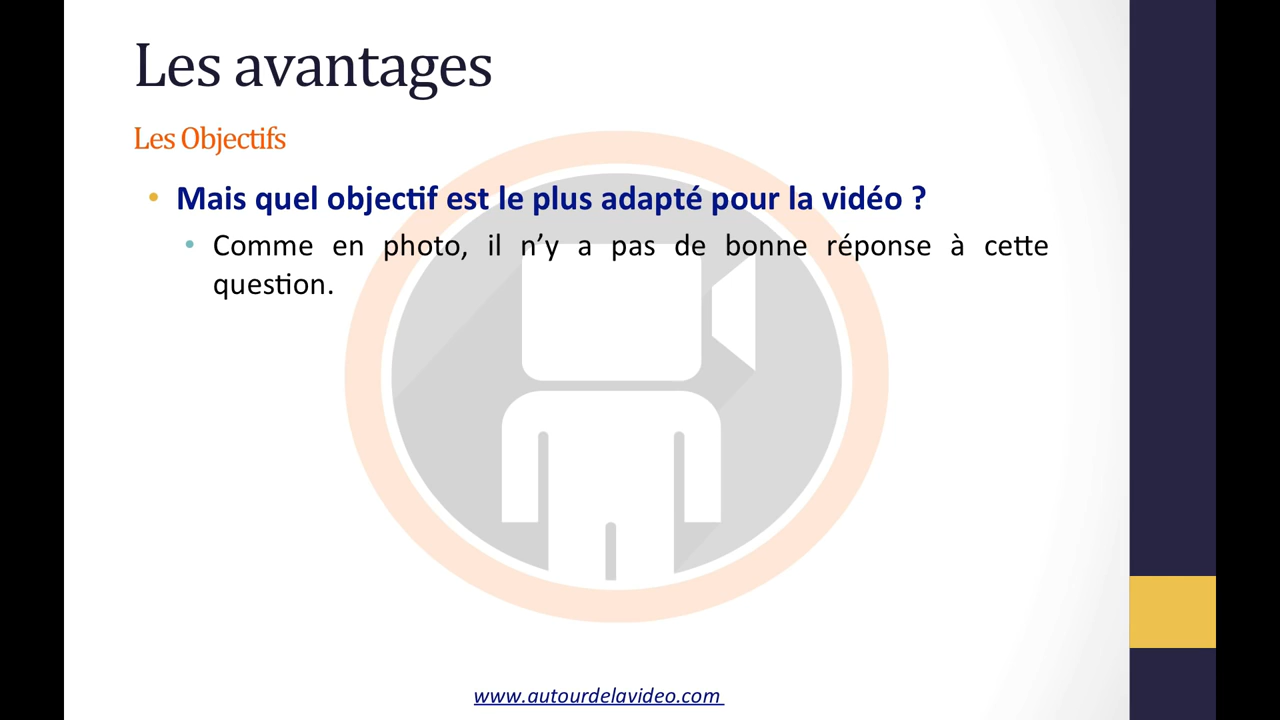 Les avantages
Les Objectifs
• Mais quel objectif est le plus adapté pour la vidéo ?
• Comme en photo, il n’y a pas de bonne réponse à cette
question.
www.autourdelavideo.com